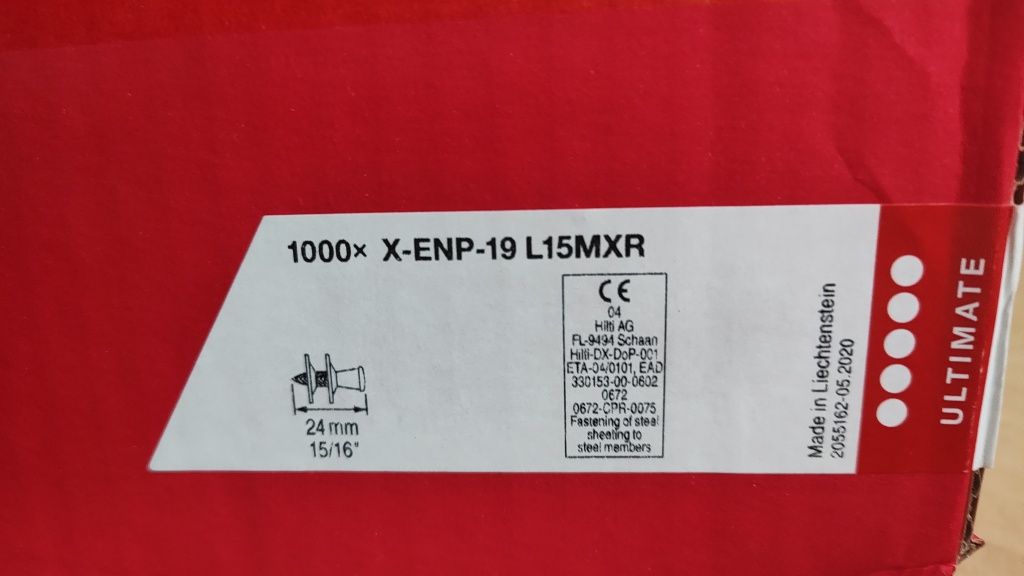 1000× X-ENP-19 L15MXR
24 mm
15/16"
CE
04
Hilti AG
FL-9494 Schaan
Hilti-DX-DoP-001
ETA-04/0101, EAD
330153-00-0602
0672
0672-CPR-0075
Fastening of steel
sheeting to
steel members
Made in Liechtenstein
2055162-05.2020
ULTIMATE